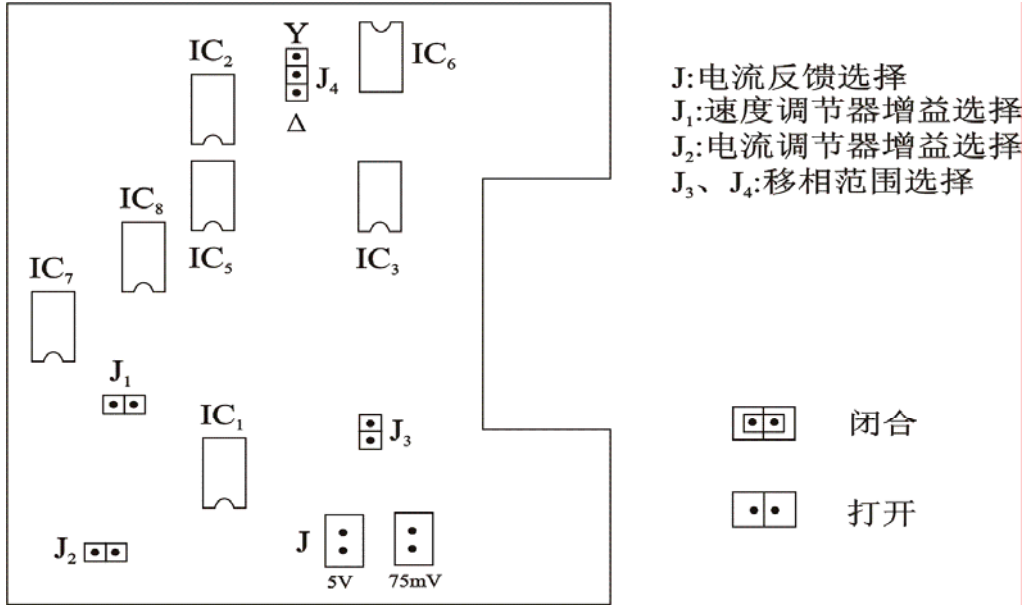 Y
IC₂
IC₆
J₄
Δ
J:电流反馈选择
J₁:速度调节器增益选择
J₂:电流调节器增益选择
J₃、J₄:移相范围选择
IC₈
IC₅
IC₃
IC₇
J₁
IC₁
J₃
闭合
J₂
J
打开
5V
75mV